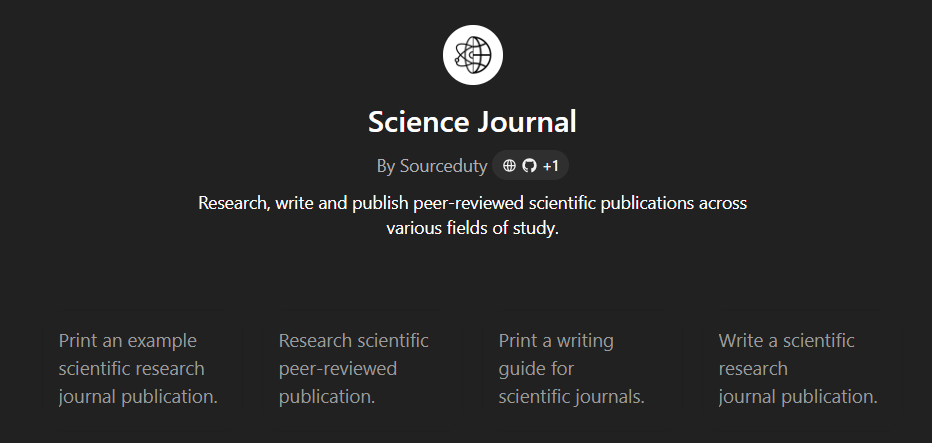 Science Journal
By Sourceduty +1
Research, write and publish peer-reviewed scientific publications across
various fields of study.
Print an example
scientific research
journal publication.
Research scientific
peer-reviewed
publication.
Print a writing
guide for
scientific journals.
Write a scientific
research
journal publication.